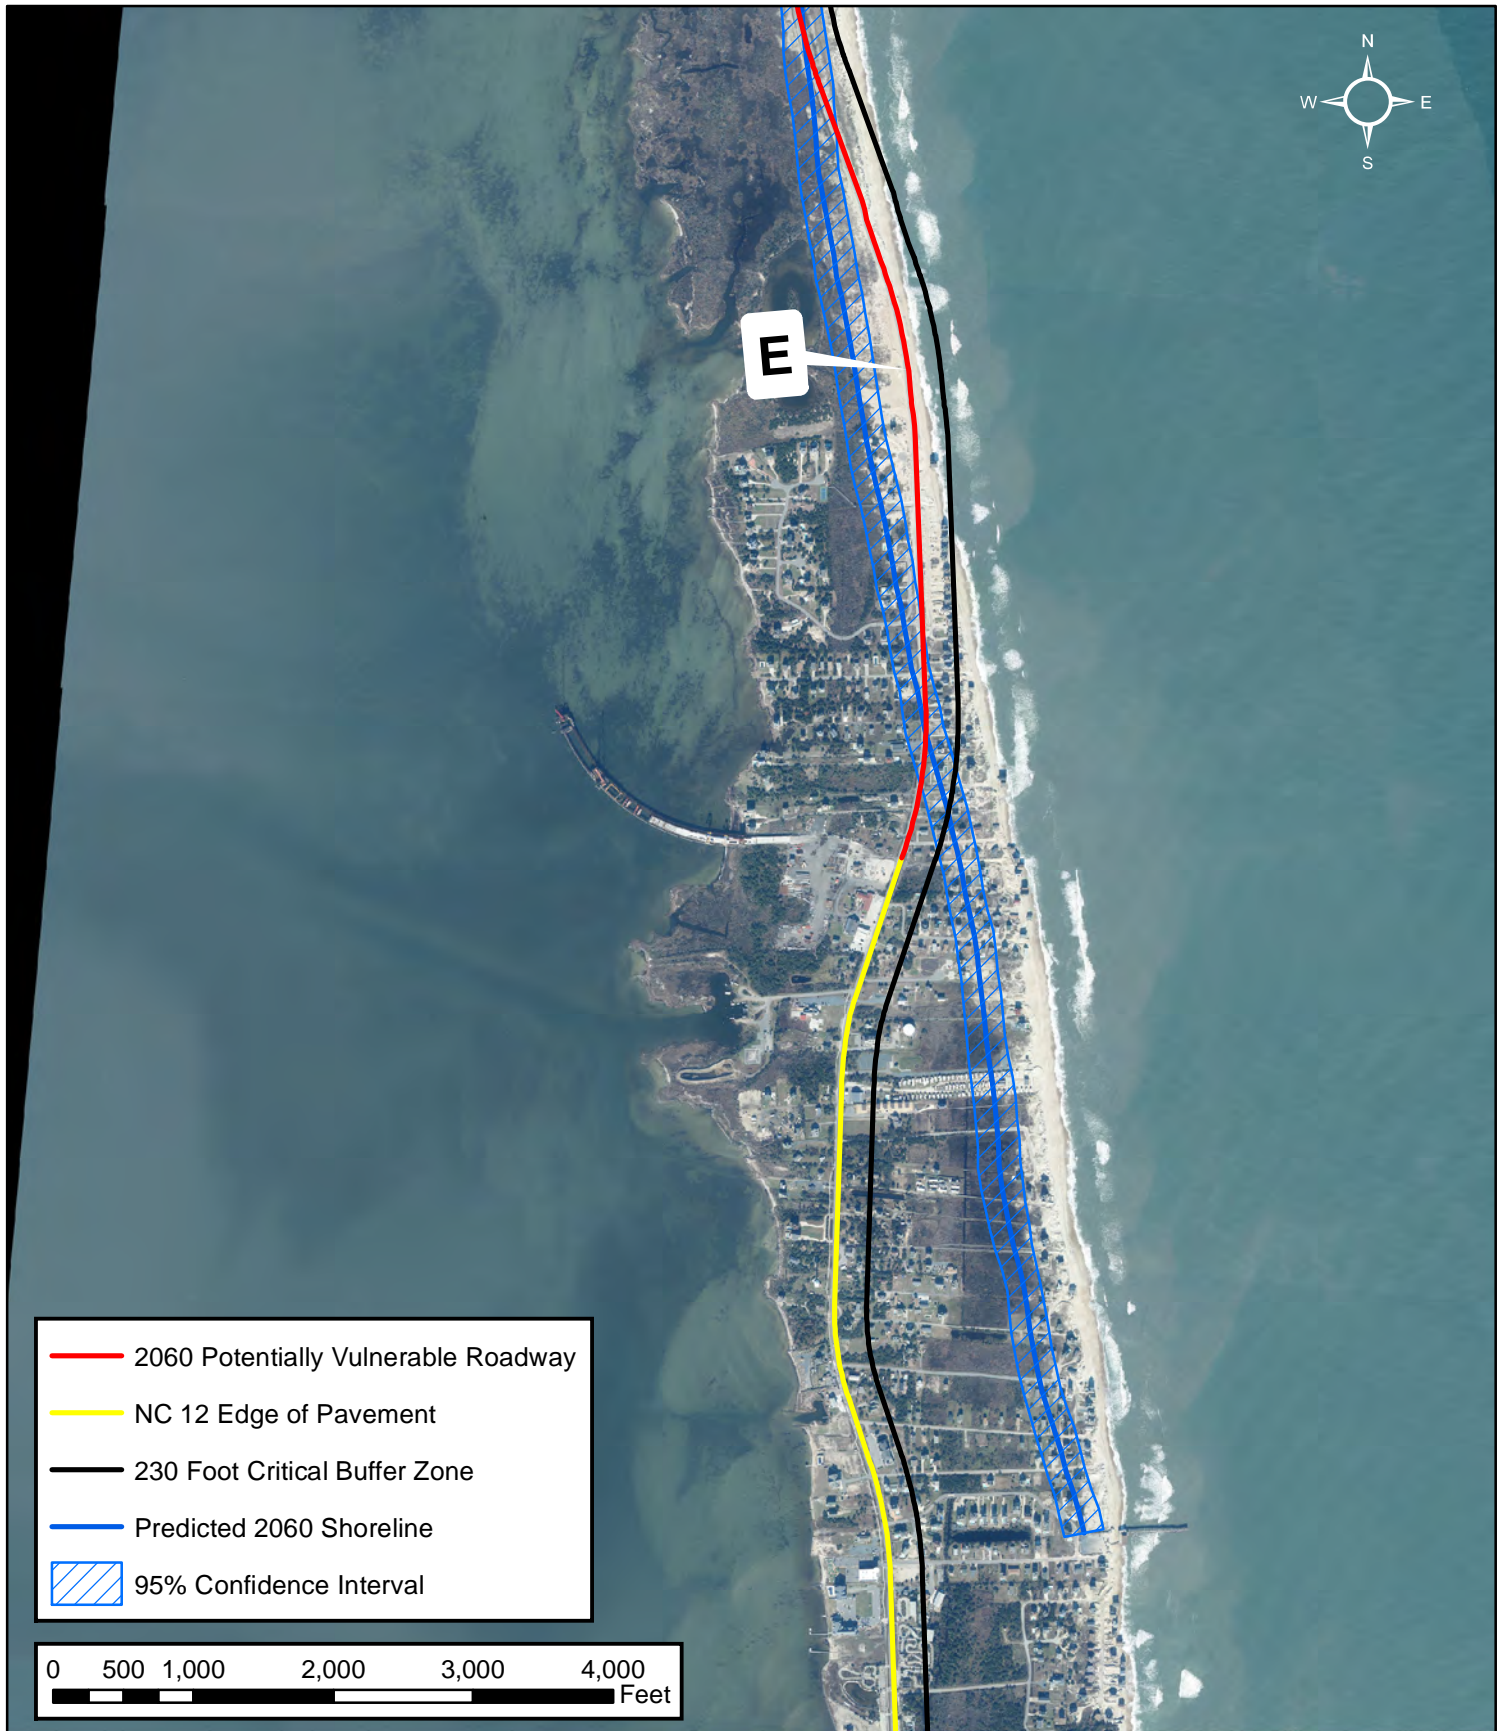 N
W E
S
E
2060 Potentially Vulnerable Roadway
NC 12 Edge of Pavement
230 Foot Critical Buffer Zone
Predicted 2060 Shoreline
95% Confidence Interval
0 500 1,000 2,000 3,000 4,000
Feet